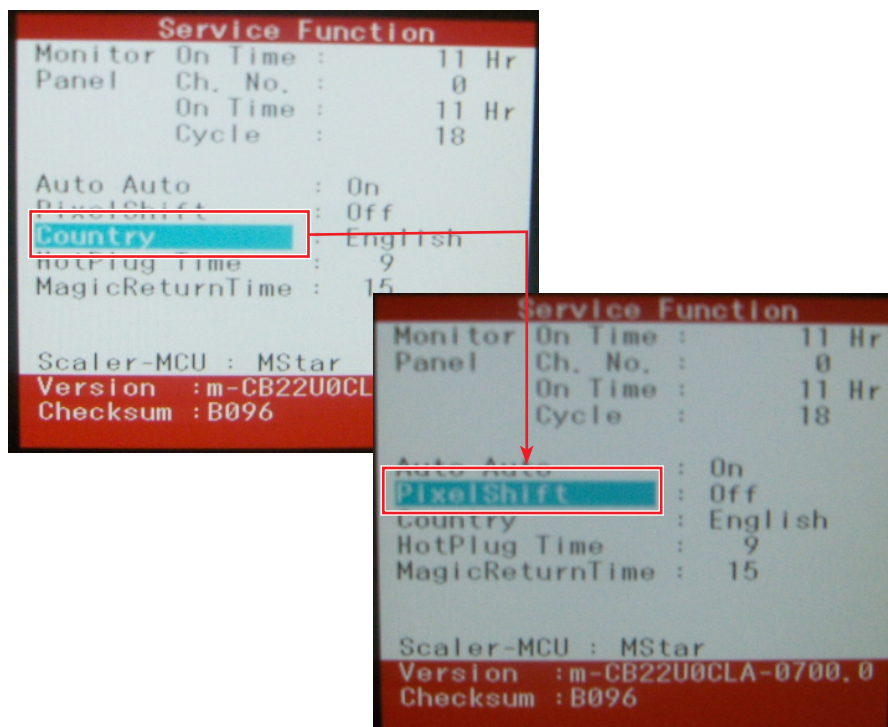 Service Function
Monitor On Time : 11 Hr
Panel Ch. No. : 0
On Time : 11 Hr
Cycle : 18
Auto Auto : On
PixelShift : Off
Country : English
HotPlug Time : 9
MagicReturnTime : 15
Scaler-MCU : MStar
Version :m-CB22U0CL
Checksum :B096
Service Function
Monitor On Time : 11 Hr
Panel Ch. No. : 0
On Time : 11 Hr
Cycle : 18
Auto Auto : On
PixelShift : Off
Country : English
HotPlug Time : 9
MagicReturnTime : 15
Scaler-MCU : MStar
Version :m-CB22U0CLA-0700.0
Checksum :B096